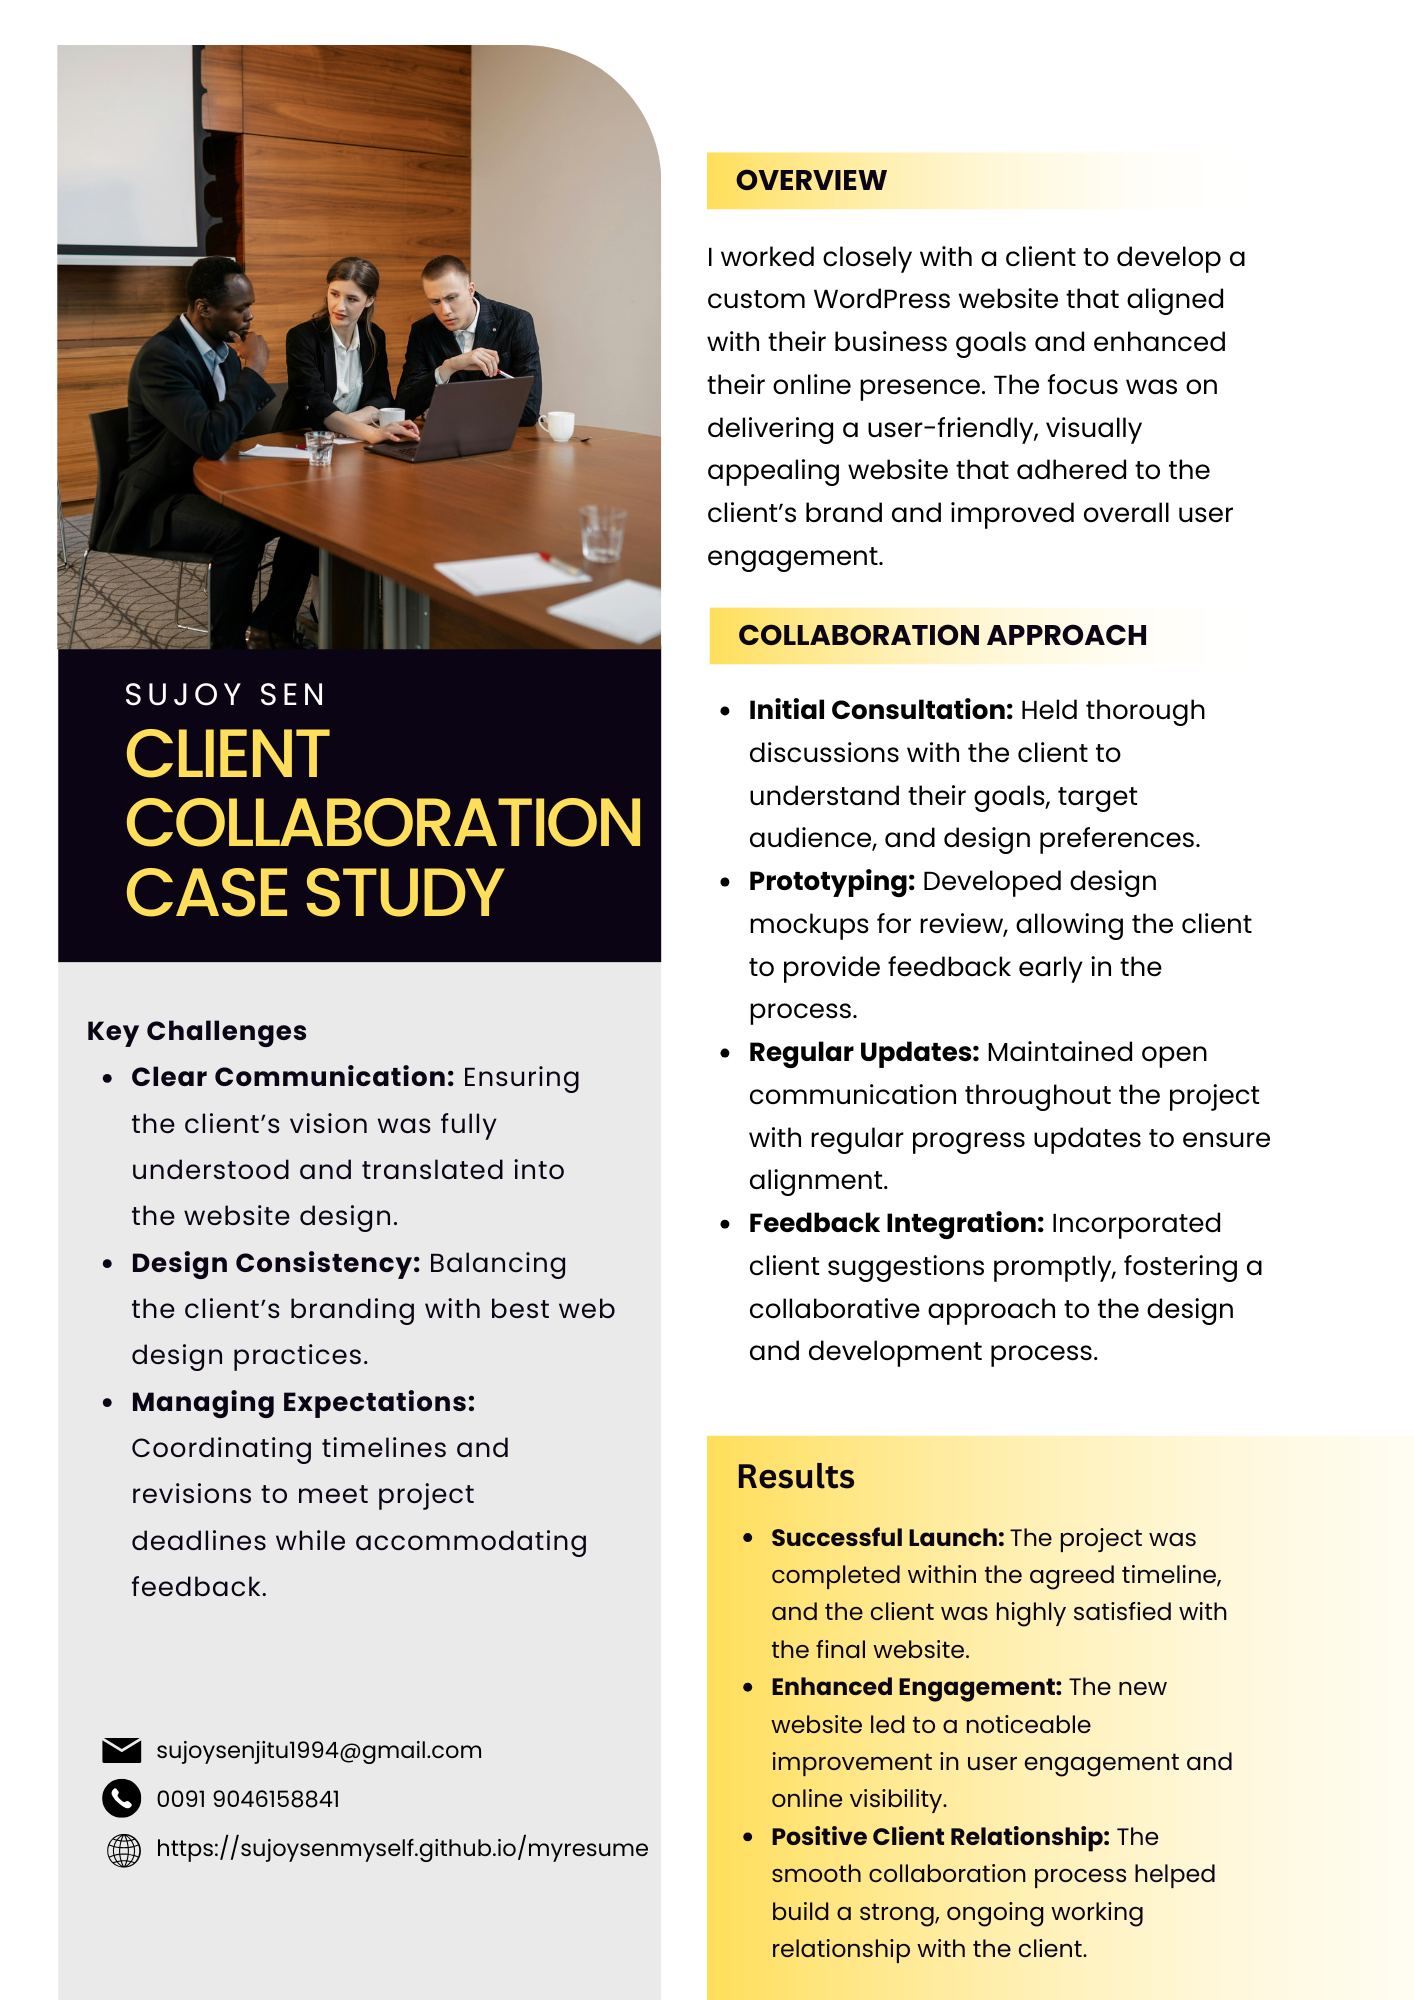 SUJOY SEN
CLIENT
COLLABORATION
CASE STUDY
Key Challenges
• Clear Communication: Ensuring
the client’s vision was fully
understood and translated into
the website design.
• Design Consistency: Balancing
the client’s branding with best web
design practices.
• Managing Expectations:
Coordinating timelines and
revisions to meet project
deadlines while accommodating
feedback.
sujoysenjitu1994@gmail.com
0091 9046158841
https://sujoysenmyself.github.io/myresume
OVERVIEW
I worked closely with a client to develop a
custom WordPress website that aligned
with their business goals and enhanced
their online presence. The focus was on
delivering a user-friendly, visually
appealing website that adhered to the
client’s brand and improved overall user
engagement.
COLLABORATION APPROACH
• Initial Consultation: Held thorough
discussions with the client to
understand their goals, target
audience, and design preferences.
• Prototyping: Developed design
mockups for review, allowing the client
to provide feedback early in the
process.
• Regular Updates: Maintained open
communication throughout the project
with regular progress updates to ensure
alignment.
• Feedback Integration: Incorporated
client suggestions promptly, fostering a
collaborative approach to the design
and development process.
Results
• Successful Launch: The project was
completed within the agreed timeline,
and the client was highly satisfied with
the final website.
• Enhanced Engagement: The new
website led to a noticeable
improvement in user engagement and
online visibility.
• Positive Client Relationship: The
smooth collaboration process helped
build a strong, ongoing working
relationship with the client.